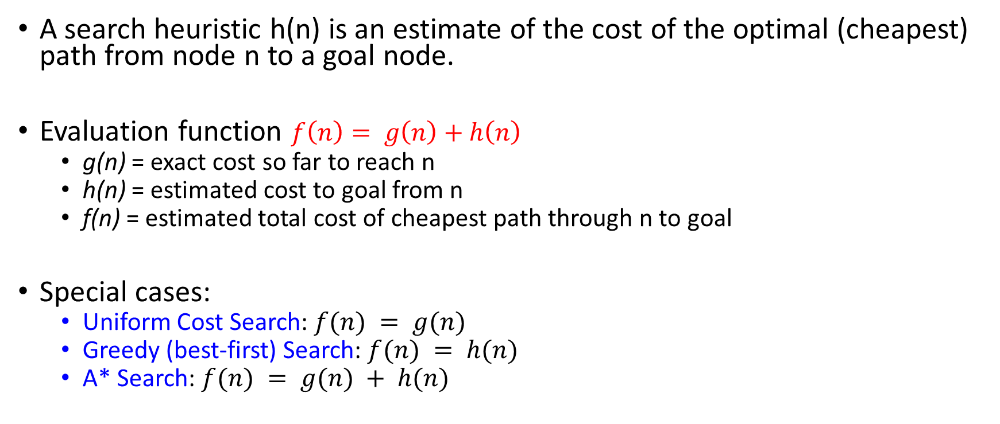 • A search heuristic h(n) is an estimate of the cost of the optimal (cheapest)
path from node n to a goal node.
• Evaluation function f(n) = g(n) + h(n)
• g(n) = exact cost so far to reach n
• h(n) = estimated cost to goal from n
• f(n) = estimated total cost of cheapest path through n to goal
• Special cases:
• Uniform Cost Search: f(n) = g(n)
• Greedy (best-first) Search: f(n) = h(n)
• A* Search: f(n) = g(n) + h(n)